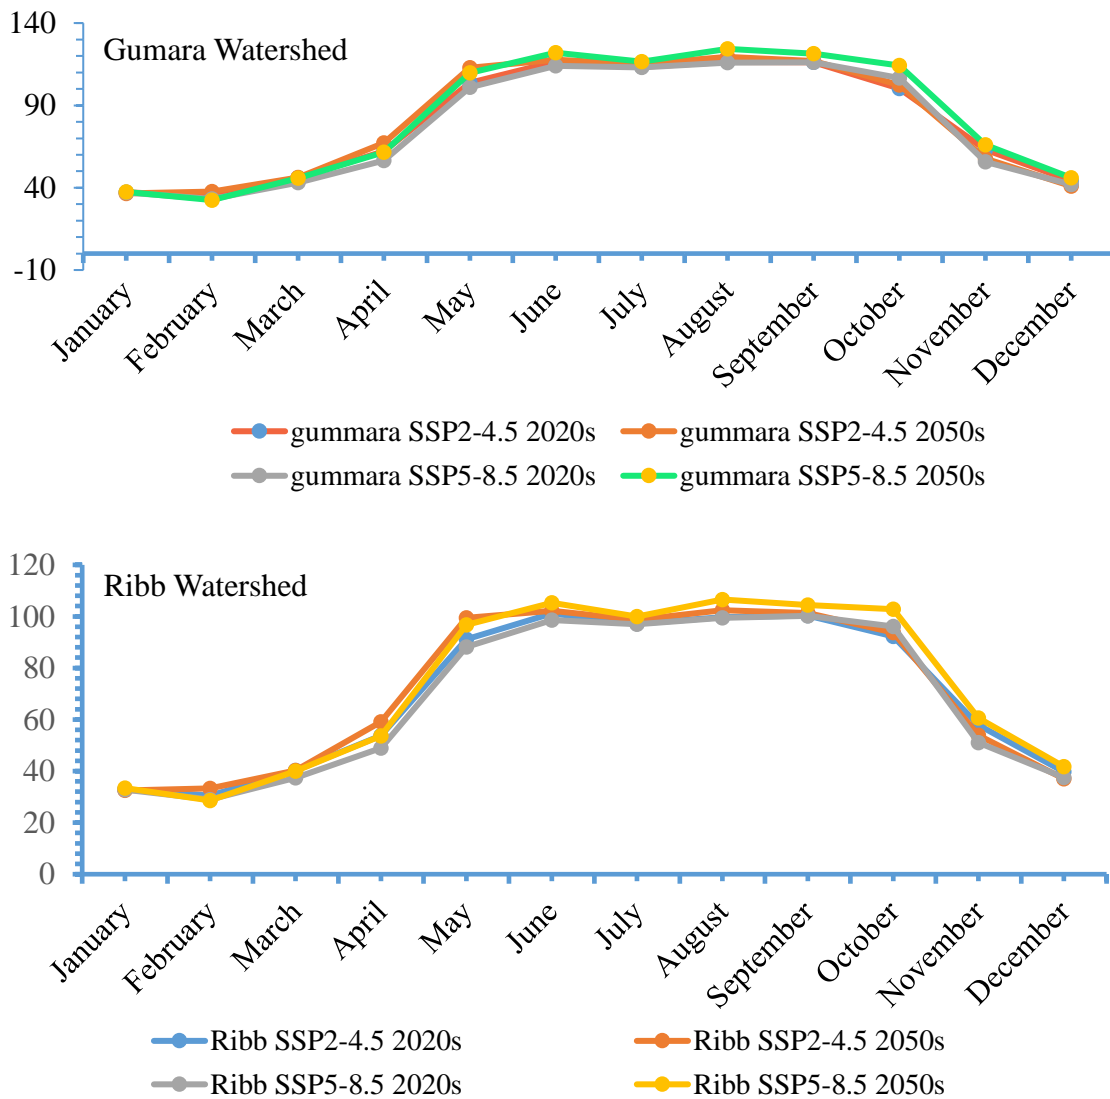 140
Gumara Watershed
90
40
-10
January
February
March
April
May
June
July
August
September
October
November
December
gummara SSP2-4.5 2020s
gummara SSP2-4.5 2050s
gummara SSP5-8.5 2020s
gummara SSP5-8.5 2050s
120
Ribb Watershed
100
80
60
40
20
0
January
February
March
April
May
June
July
August
September
October
November
December
Ribb SSP2-4.5 2020s
Ribb SSP2-4.5 2050s
Ribb SSP5-8.5 2020s
Ribb SSP5-8.5 2050s